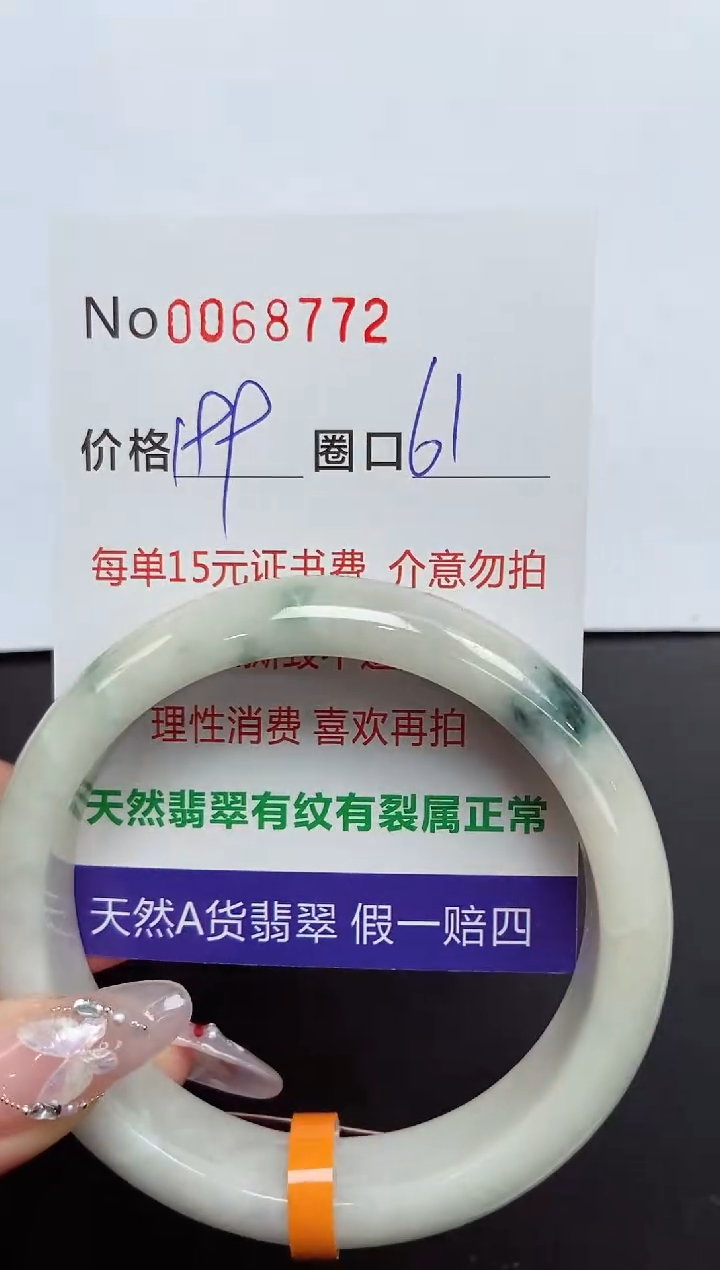 No0068772
价格199 圈口61
每单15元证书费 介意勿拍
理性消费 喜欢再拍
天然翡翠有纹有裂属正常
天然A货翡翠 假一赔四